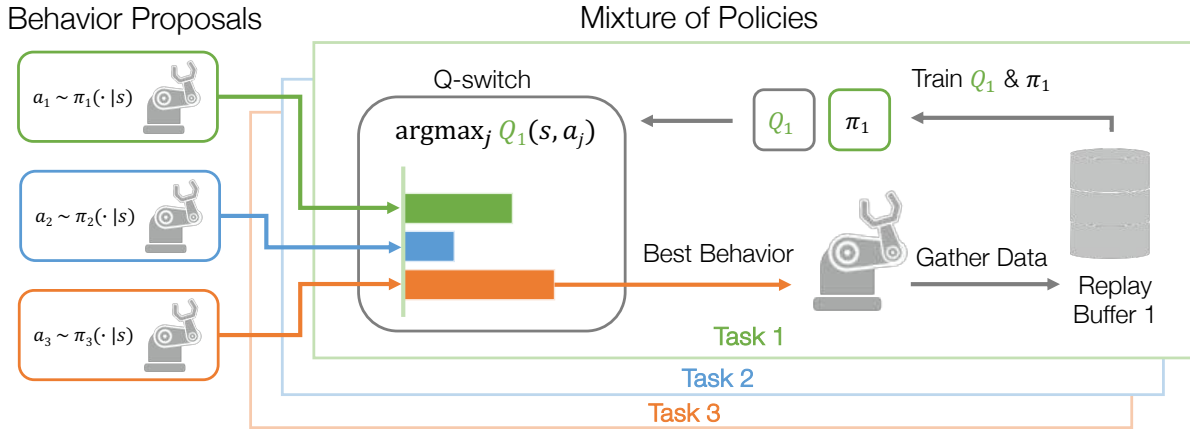 Behavior Proposals
Mixture of Policies
a₁ ~ π₁(· |s)
a₂ ~ π₂(· |s)
a₃ ~ π₃(· |s)
Q-switch
argmaxⱼ Q₁(s, aⱼ)
Q₁
π₁
Train Q₁ & π₁
Best Behavior
Gather Data
Replay
Buffer 1
Task 1
Task 2
Task 3